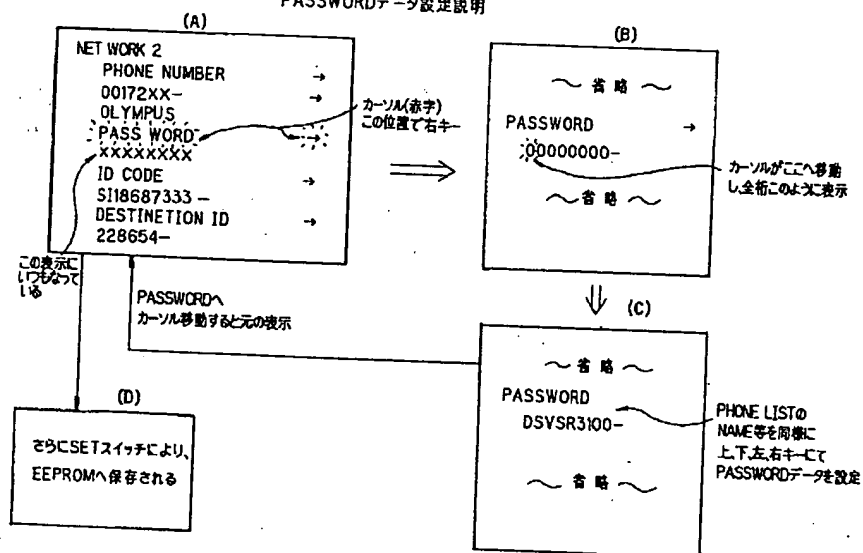 PASSWORDデータ設定説明
(A)
NET WORK 2
PHONE NUMBER →
00172XX- →
OLYMPUS
PASS WORD →
XXXXXXXX
ID CODE →
SI18687333 -
DESTINETION ID →
228654-
カーソル(赤字)
この位置で右キー
この表示に
いつもなって
いる
(B)
〜 省 略 〜
PASSWORD →
00000000-
〜 省 略 〜
カーソルがここへ移動
し、全桁このように表示
PASSWORDへ
カーソル移動すると元の表示
(C)
〜 省 略 〜
PASSWORD
DSVSR3100-
〜 省 略 〜
PHONE LISTの
NAME等を同様に
上、下、左、右キーにて
PASSWORDデータを設定
(D)
さらにSETスイッチにより、
EEPROMへ保存される